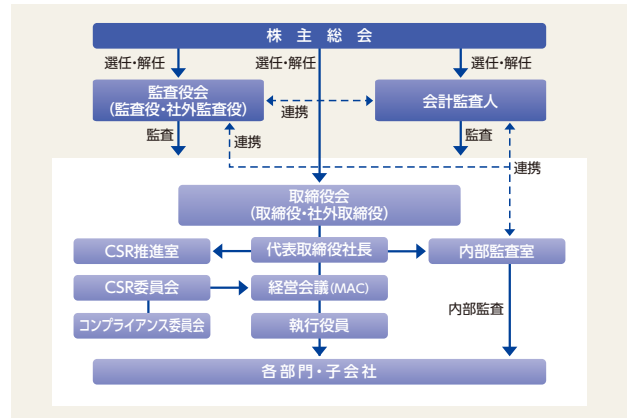 株主総会
選任・解任
選任・解任
選任・解任
監査役会
(監査役・社外監査役)
会計監査人
連携
監査
連携
監査
連携
取締役会
(取締役・社外取締役)
CSR推進室
代表取締役社長
内部監査室
CSR委員会
経営会議(MAC)
内部監査
コンプライアンス委員会
執行役員
各部門・子会社